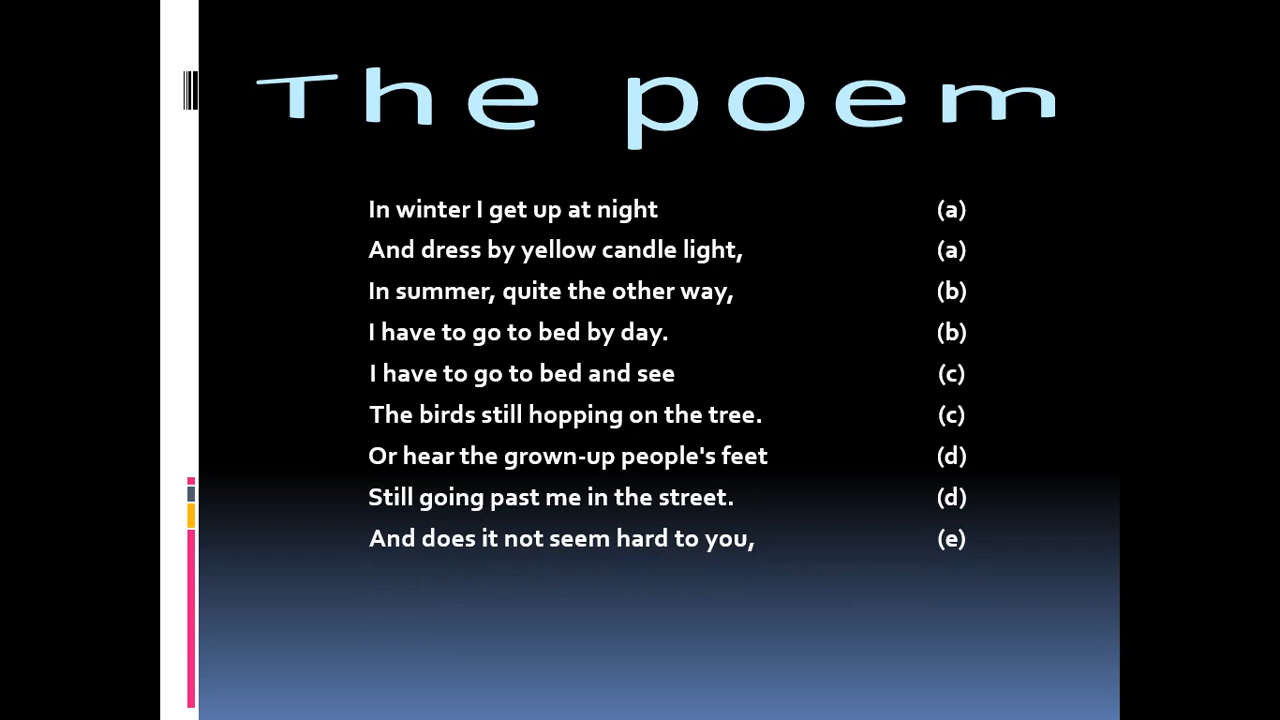 The poem
In winter I get up at night (a)
And dress by yellow candle light, (a)
In summer, quite the other way, (b)
I have to go to bed by day. (b)
I have to go to bed and see (c)
The birds still hopping on the tree. (c)
Or hear the grown-up people's feet (d)
Still going past me in the street. (d)
And does it not seem hard to you, (e)